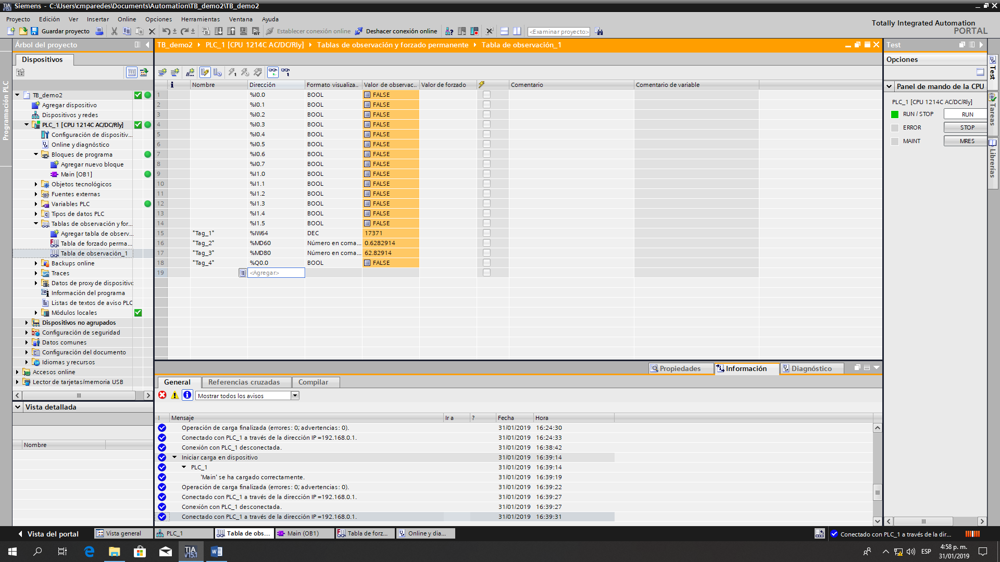 Siemens - C:\Users\cmparedes\Documents\Automation\TB_demo2\TB_demo2
Proyecto Edición Ver Insertar Online Opciones Herramientas Ventana Ayuda
Guardar proyecto Establecer conexión online Deshacer conexión online <Examinar proyecto>
Totally Integrated Automation
PORTAL
Árbol del proyecto
TB_demo2 PLC_1 [CPU 1214C AC/DC/Rly] Tablas de observación y forzado permanente Tabla de observación_1
Test
Dispositivos
Opciones
Programación PLC
Test
Tareas
Librerías
TB_demo2
Agregar dispositivo
Dispositivos y redes
PLC_1 [CPU 1214C AC/DC/Rly]
Configuración de dispositiv...
Online y diagnóstico
Bloques de programa
Agregar nuevo bloque
Main [OB1]
Objetos tecnológicos
Fuentes externas
Variables PLC
Tipos de datos PLC
Tablas de observación y for...
Agregar tabla de observ...
Tabla de forzado perma...
Tabla de observación_1
Backups online
Traces
Datos de proxy de dispositivo
Información del programa
Listas de textos de aviso PLC
Módulos locales
Dispositivos no agrupados
Configuración de seguridad
Datos comunes
Configuración del documento
Idiomas y recursos
Accesos online
Lector de tarjetas/memoria USB
Vista detallada
Nombre
i Nombre Dirección Formato visualiza.. Valor de observac.. Valor de forzado Comentario Comentario de variable
1 %I0.0 BOOL FALSE
2 %I0.1 BOOL FALSE
3 %I0.2 BOOL FALSE
4 %I0.3 BOOL FALSE
5 %I0.4 BOOL FALSE
6 %I0.5 BOOL FALSE
7 %I0.6 BOOL FALSE
8 %I0.7 BOOL FALSE
9 %I1.0 BOOL FALSE
10 %I1.1 BOOL FALSE
11 %I1.2 BOOL FALSE
12 %I1.3 BOOL FALSE
13 %I1.4 BOOL FALSE
14 %I1.5 BOOL FALSE
15 "Tag_1" %IW64 DEC 17371
16 "Tag_2" %MD60 Número en coma... 0.6282914
17 "Tag_3" %MD80 Número en coma... 62.82914
18 "Tag_4" %Q0.0 BOOL FALSE
19 <Agregar>
Panel de mando de la CPU
PLC_1 [CPU 1214C AC/DC/Rly]
RUN / STOP RUN
ERROR STOP
MAINT MRES
Propiedades Información Diagnóstico
General Referencias cruzadas Compilar
Mostrar todos los avisos
! Mensaje Ir a ? Fecha Hora
Operación de carga finalizada (errores: 0; advertencias: 0). 31/01/2019 16:24:30
Conectado con PLC_1 a través de la dirección IP =192.168.0.1. 31/01/2019 16:24:33
Conexión con PLC_1 desconectada. 31/01/2019 16:38:42
Iniciar carga en dispositivo 31/01/2019 16:39:14
PLC_1 31/01/2019 16:39:14
'Main' se ha cargado correctamente. 31/01/2019 16:39:19
Operación de carga finalizada (errores: 0; advertencias: 0). 31/01/2019 16:39:22
Conectado con PLC_1 a través de la dirección IP =192.168.0.1. 31/01/2019 16:39:27
Conexión con PLC_1 desconectada. 31/01/2019 16:39:27
Conectado con PLC_1 a través de la dirección IP =192.168.0.1. 31/01/2019 16:39:31
Vista del portal Vista general PLC_1 Tabla de obs... Main (OB1) Tabla de forz... Online y dia... Conectado con PLC_1 a través de la dir...
TIA V15.1
ESP
4:58 p. m.
31/01/2019